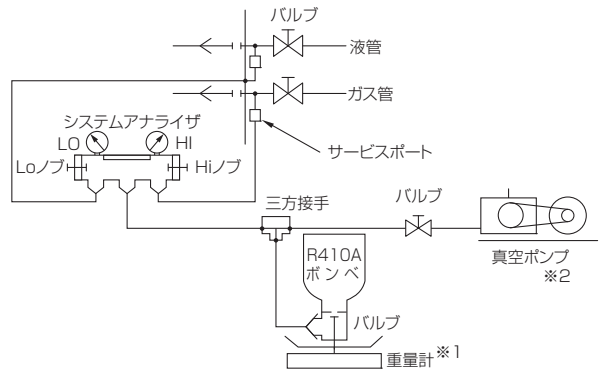 バルブ
液管
ガス管
システムアナライザ
LO
HI
Loノブ
Hiノブ
サービスポート
三方接手
バルブ
R410A
ボンベ
真空ポンプ
※2
バルブ
重量計※1